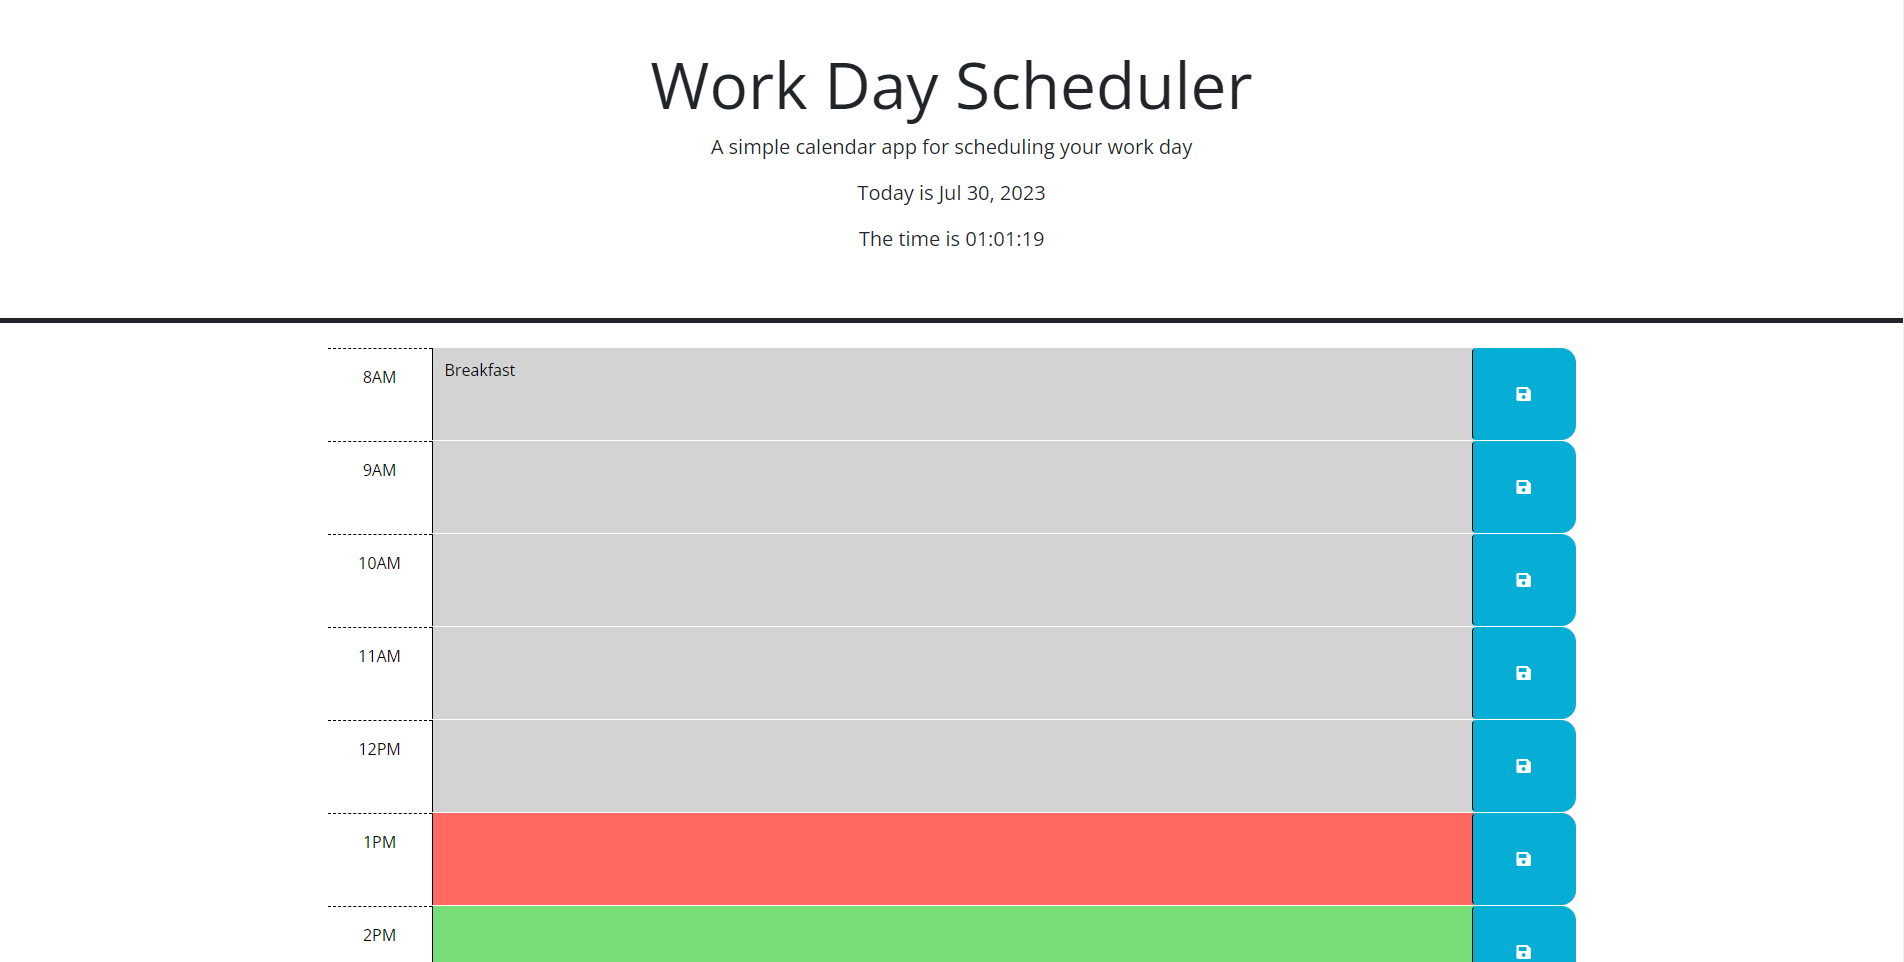 Work Day Scheduler
A simple calendar app for scheduling your work day
Today is Jul 30, 2023
The time is 01:01:19
8AM
Breakfast
9AM
10AM
11AM
12PM
1PM
2PM